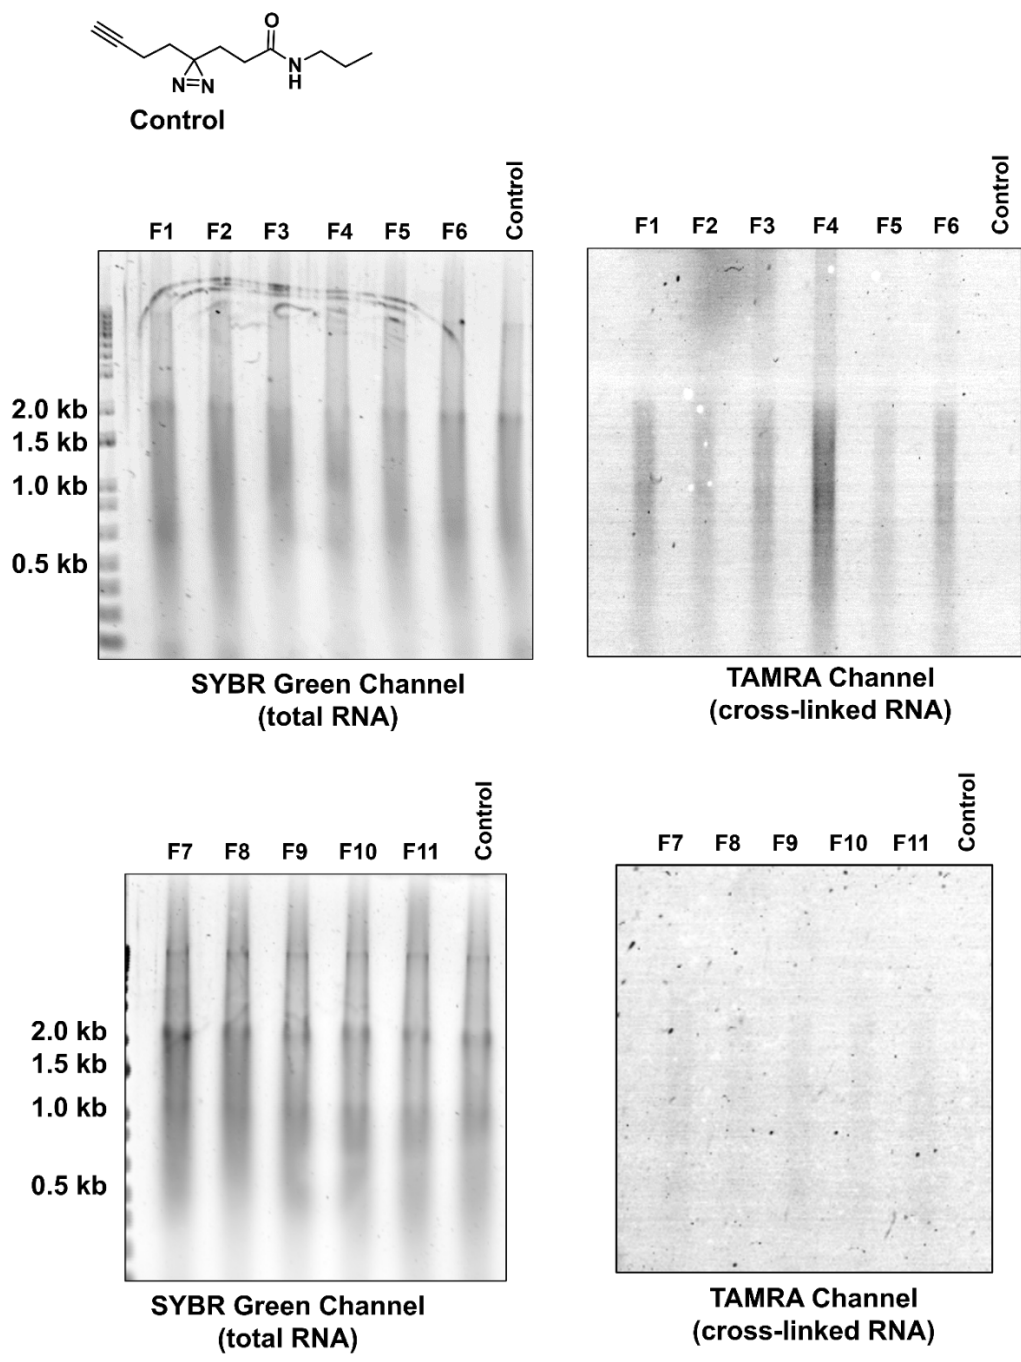 O
N
H
N=N
Control
F1 F2 F3 F4 F5 F6 Control
2.0 kb
1.5 kb
1.0 kb
0.5 kb
SYBR Green Channel
(total RNA)
F1 F2 F3 F4 F5 F6 Control
TAMRA Channel
(cross-linked RNA)
F7 F8 F9 F10 F11 Control
2.0 kb
1.5 kb
1.0 kb
0.5 kb
SYBR Green Channel
(total RNA)
F7 F8 F9 F10 F11 Control
TAMRA Channel
(cross-linked RNA)